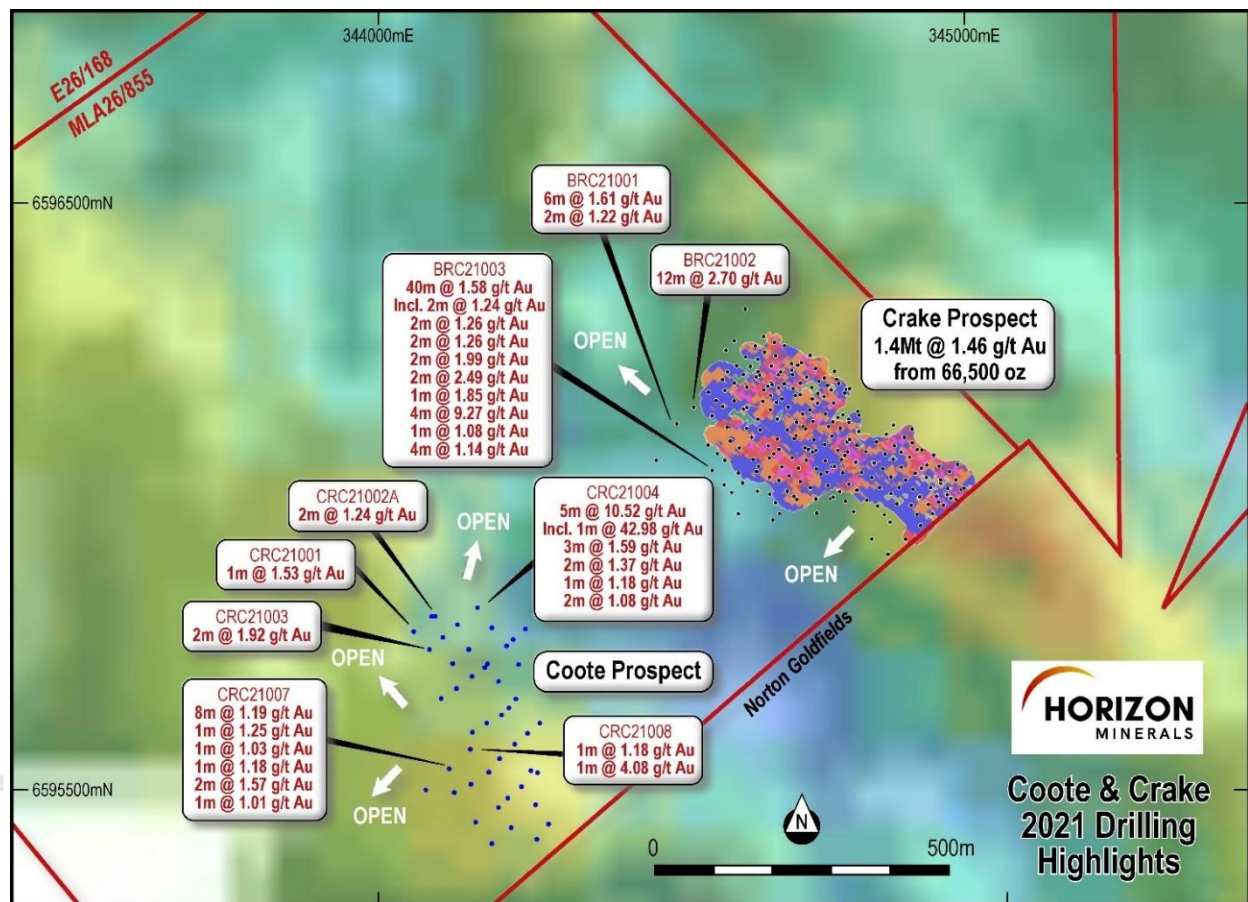 344000mE
345000mE
E26/168
MLA26/855
6596500mN
BRC21001
6m @ 1.61 g/t Au
2m @ 1.22 g/t Au
BRC21002
12m @ 2.70 g/t Au
BRC21003
40m @ 1.58 g/t Au
Incl. 2m @ 1.24 g/t Au
2m @ 1.26 g/t Au
2m @ 1.26 g/t Au
2m @ 1.99 g/t Au
2m @ 2.49 g/t Au
1m @ 1.85 g/t Au
4m @ 9.27 g/t Au
1m @ 1.08 g/t Au
4m @ 1.14 g/t Au
OPEN
Crake Prospect
1.4Mt @ 1.46 g/t Au
from 66,500 oz
CRC21002A
2m @ 1.24 g/t Au
OPEN
CRC21004
5m @ 10.52 g/t Au
Incl. 1m @ 42.98 g/t Au
3m @ 1.59 g/t Au
2m @ 1.37 g/t Au
1m @ 1.18 g/t Au
2m @ 1.08 g/t Au
OPEN
CRC21001
1m @ 1.53 g/t Au
CRC21003
2m @ 1.92 g/t Au
OPEN
Coote Prospect
Norton Goldfields
CRC21007
8m @ 1.19 g/t Au
1m @ 1.25 g/t Au
1m @ 1.03 g/t Au
1m @ 1.18 g/t Au
2m @ 1.57 g/t Au
1m @ 1.01 g/t Au
CRC21008
1m @ 1.18 g/t Au
1m @ 4.08 g/t Au
OPEN
6595500mN
HORIZON
MINERALS
Coote & Crake
2021 Drilling
Highlights
N
0
500m